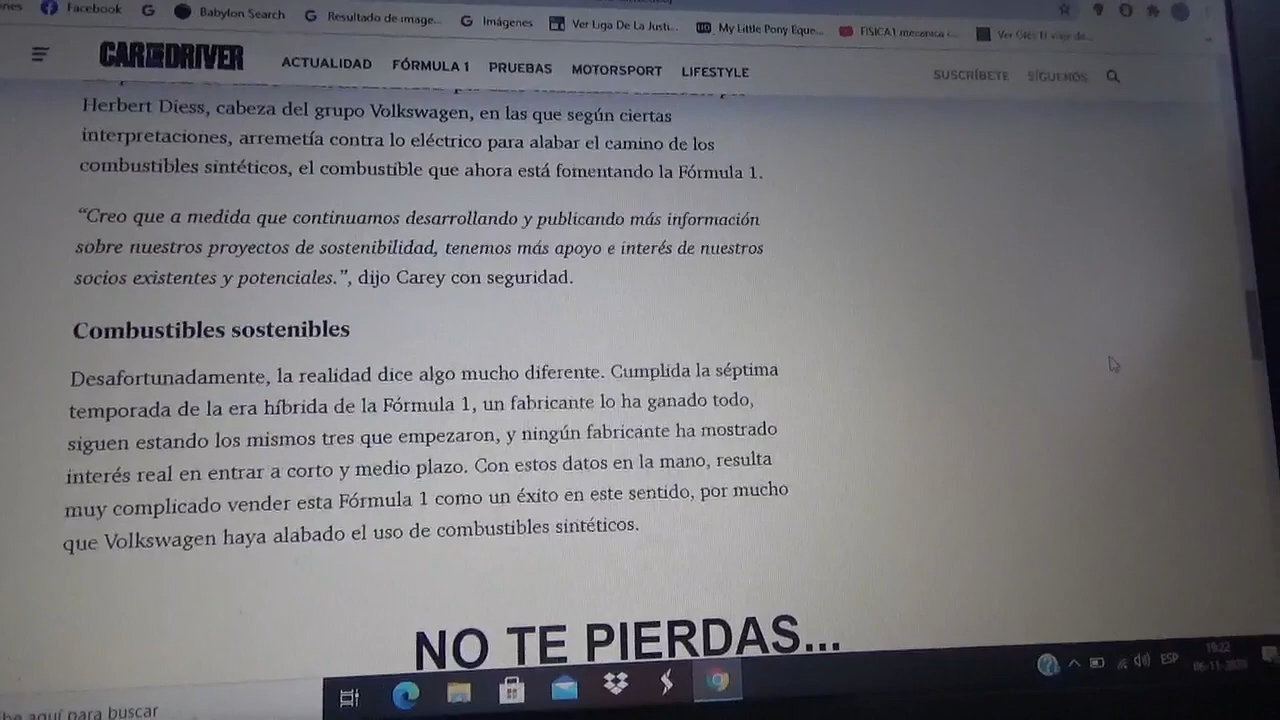 nes Facebook Babylon Search Resultado de image... Imágenes Ver Liga De La Justi... My Little Pony Eque... FISICA1 mecanica c...
CAR AND DRIVER ACTUALIDAD FÓRMULA 1 PRUEBAS MOTORSPORT LIFESTYLE SUSCRÍBETE SÍGUENOS
Herbert Diess, cabeza del grupo Volkswagen, en las que según ciertas
interpretaciones, arremetía contra lo eléctrico para alabar el camino de los
combustibles sintéticos, el combustible que ahora está fomentando la Fórmula 1.
“Creo que a medida que continuamos desarrollando y publicando más información
sobre nuestros proyectos de sostenibilidad, tenemos más apoyo e interés de nuestros
socios existentes y potenciales.”, dijo Carey con seguridad.
Combustibles sostenibles
Desafortunadamente, la realidad dice algo mucho diferente. Cumplida la séptima
temporada de la era híbrida de la Fórmula 1, un fabricante lo ha ganado todo,
siguen estando los mismos tres que empezaron, y ningún fabricante ha mostrado
interés real en entrar a corto y medio plazo. Con estos datos en la mano, resulta
muy complicado vender esta Fórmula 1 como un éxito en este sentido, por mucho
que Volkswagen haya alabado el uso de combustibles sintéticos.
NO TE PIERDAS...
aquí para buscar
ESP